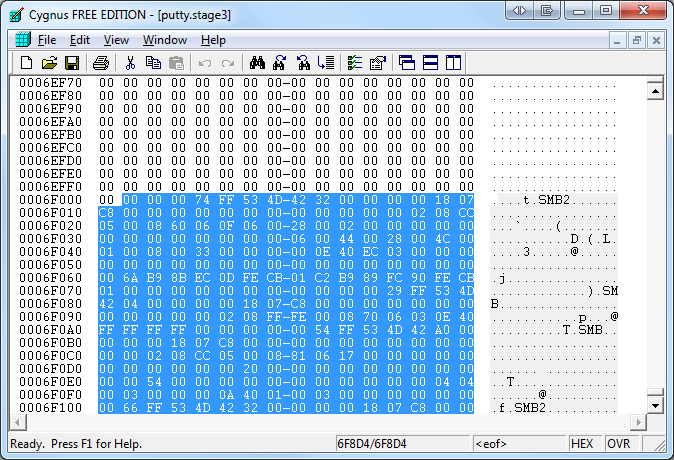 Cygnus FREE EDITION - [putty.stage3]
File Edit View Window Help
0006EF70 00 00 00 00 00 00 00 00-00 00 00 00 00 00 00 00 ................
0006EF80 00 00 00 00 00 00 00 00-00 00 00 00 00 00 00 00 ................
0006EF90 00 00 00 00 00 00 00 00-00 00 00 00 00 00 00 00 ................
0006EFA0 00 00 00 00 00 00 00 00-00 00 00 00 00 00 00 00 ................
0006EFB0 00 00 00 00 00 00 00 00-00 00 00 00 00 00 00 00 ................
0006EFC0 00 00 00 00 00 00 00 00-00 00 00 00 00 00 00 00 ................
0006EFD0 00 00 00 00 00 00 00 00-00 00 00 00 00 00 00 00 ................
0006EFE0 00 00 00 00 00 00 00 00-00 00 00 00 00 00 00 00 ................
0006EFF0 00 00 00 00 00 00 00 00-00 00 00 00 00 00 00 00 ................
0006F000 00 00 00 00 74 FF 53 4D-42 32 00 00 00 00 18 07 ....t.SMB2......
0006F010 C8 00 00 00 00 00 00 00-00 00 00 00 00 02 08 CC ................
0006F020 05 00 08 60 06 0F 06 00-28 00 02 00 00 00 00 00 ...`....(.......
0006F030 00 00 00 00 00 00 00 00-06 00 44 00 28 00 4C 00 ..........D.(.L.
0006F040 01 00 08 00 33 00 00 00-00 0E 40 EC 03 00 00 00 ....3.....@.....
0006F050 00 00 00 00 00 00 00 00-00 00 00 00 00 00 00 00 ................
0006F060 00 6A B9 8B EC 0D FE CB-01 C2 B9 89 FC 90 FE CB .j..............
0006F070 01 00 00 00 00 00 00 00-00 00 00 00 29 FF 53 4D ............).SM
0006F080 42 04 00 00 00 00 18 07-C8 00 00 00 00 00 00 00 B...............
0006F090 00 00 00 00 00 02 08 FF-FE 00 08 70 06 03 0E 40 ...........p...@
0006F0A0 FF FF FF FF 00 00 00 00-00 54 FF 53 4D 42 A0 00 .........T.SMB..
0006F0B0 00 00 00 18 07 C8 00 00-00 00 00 00 00 00 00 00 ................
0006F0C0 00 00 02 08 CC 05 00 08-81 06 17 00 00 00 00 00 ................
0006F0D0 00 00 00 00 00 00 20 00-00 00 00 00 00 00 00 00 ................
0006F0E0 00 00 54 00 00 00 00 00-00 00 00 00 00 00 04 04 ..T.............
0006F0F0 00 03 00 00 00 0A 40 01-00 03 00 00 00 00 00 00 ......@.........
0006F100 00 66 FF 53 4D 42 32 00-00 00 00 18 07 C8 00 00 .f.SMB2.........
Ready. Press F1 for Help. 6F8D4/6F8D4 <eof> HEX OVR